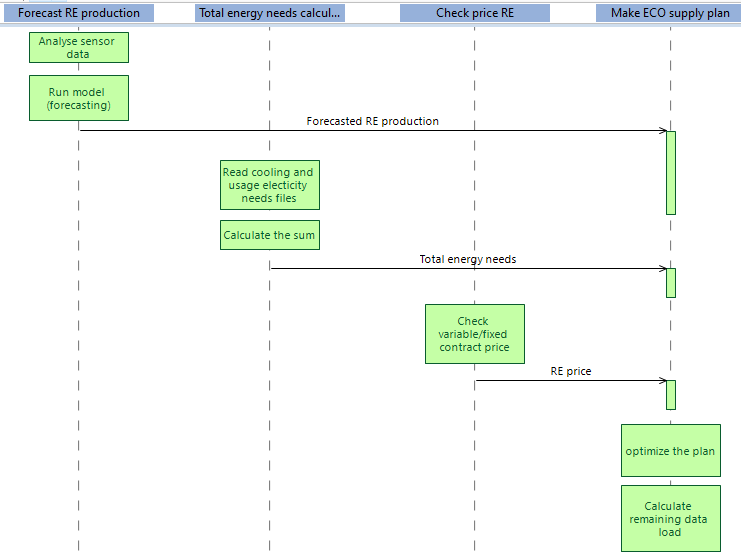 Forecast RE production
Total energy needs calcul...
Check price RE
Make ECO supply plan
Analyse sensor
data
Run model
(forecasting)
Forecasted RE production
Read cooling and
usage electicity
needs files
Calculate the sum
Total energy needs
Check
variable/fixed
contract price
RE price
optimize the plan
Calculate
remaining data
load